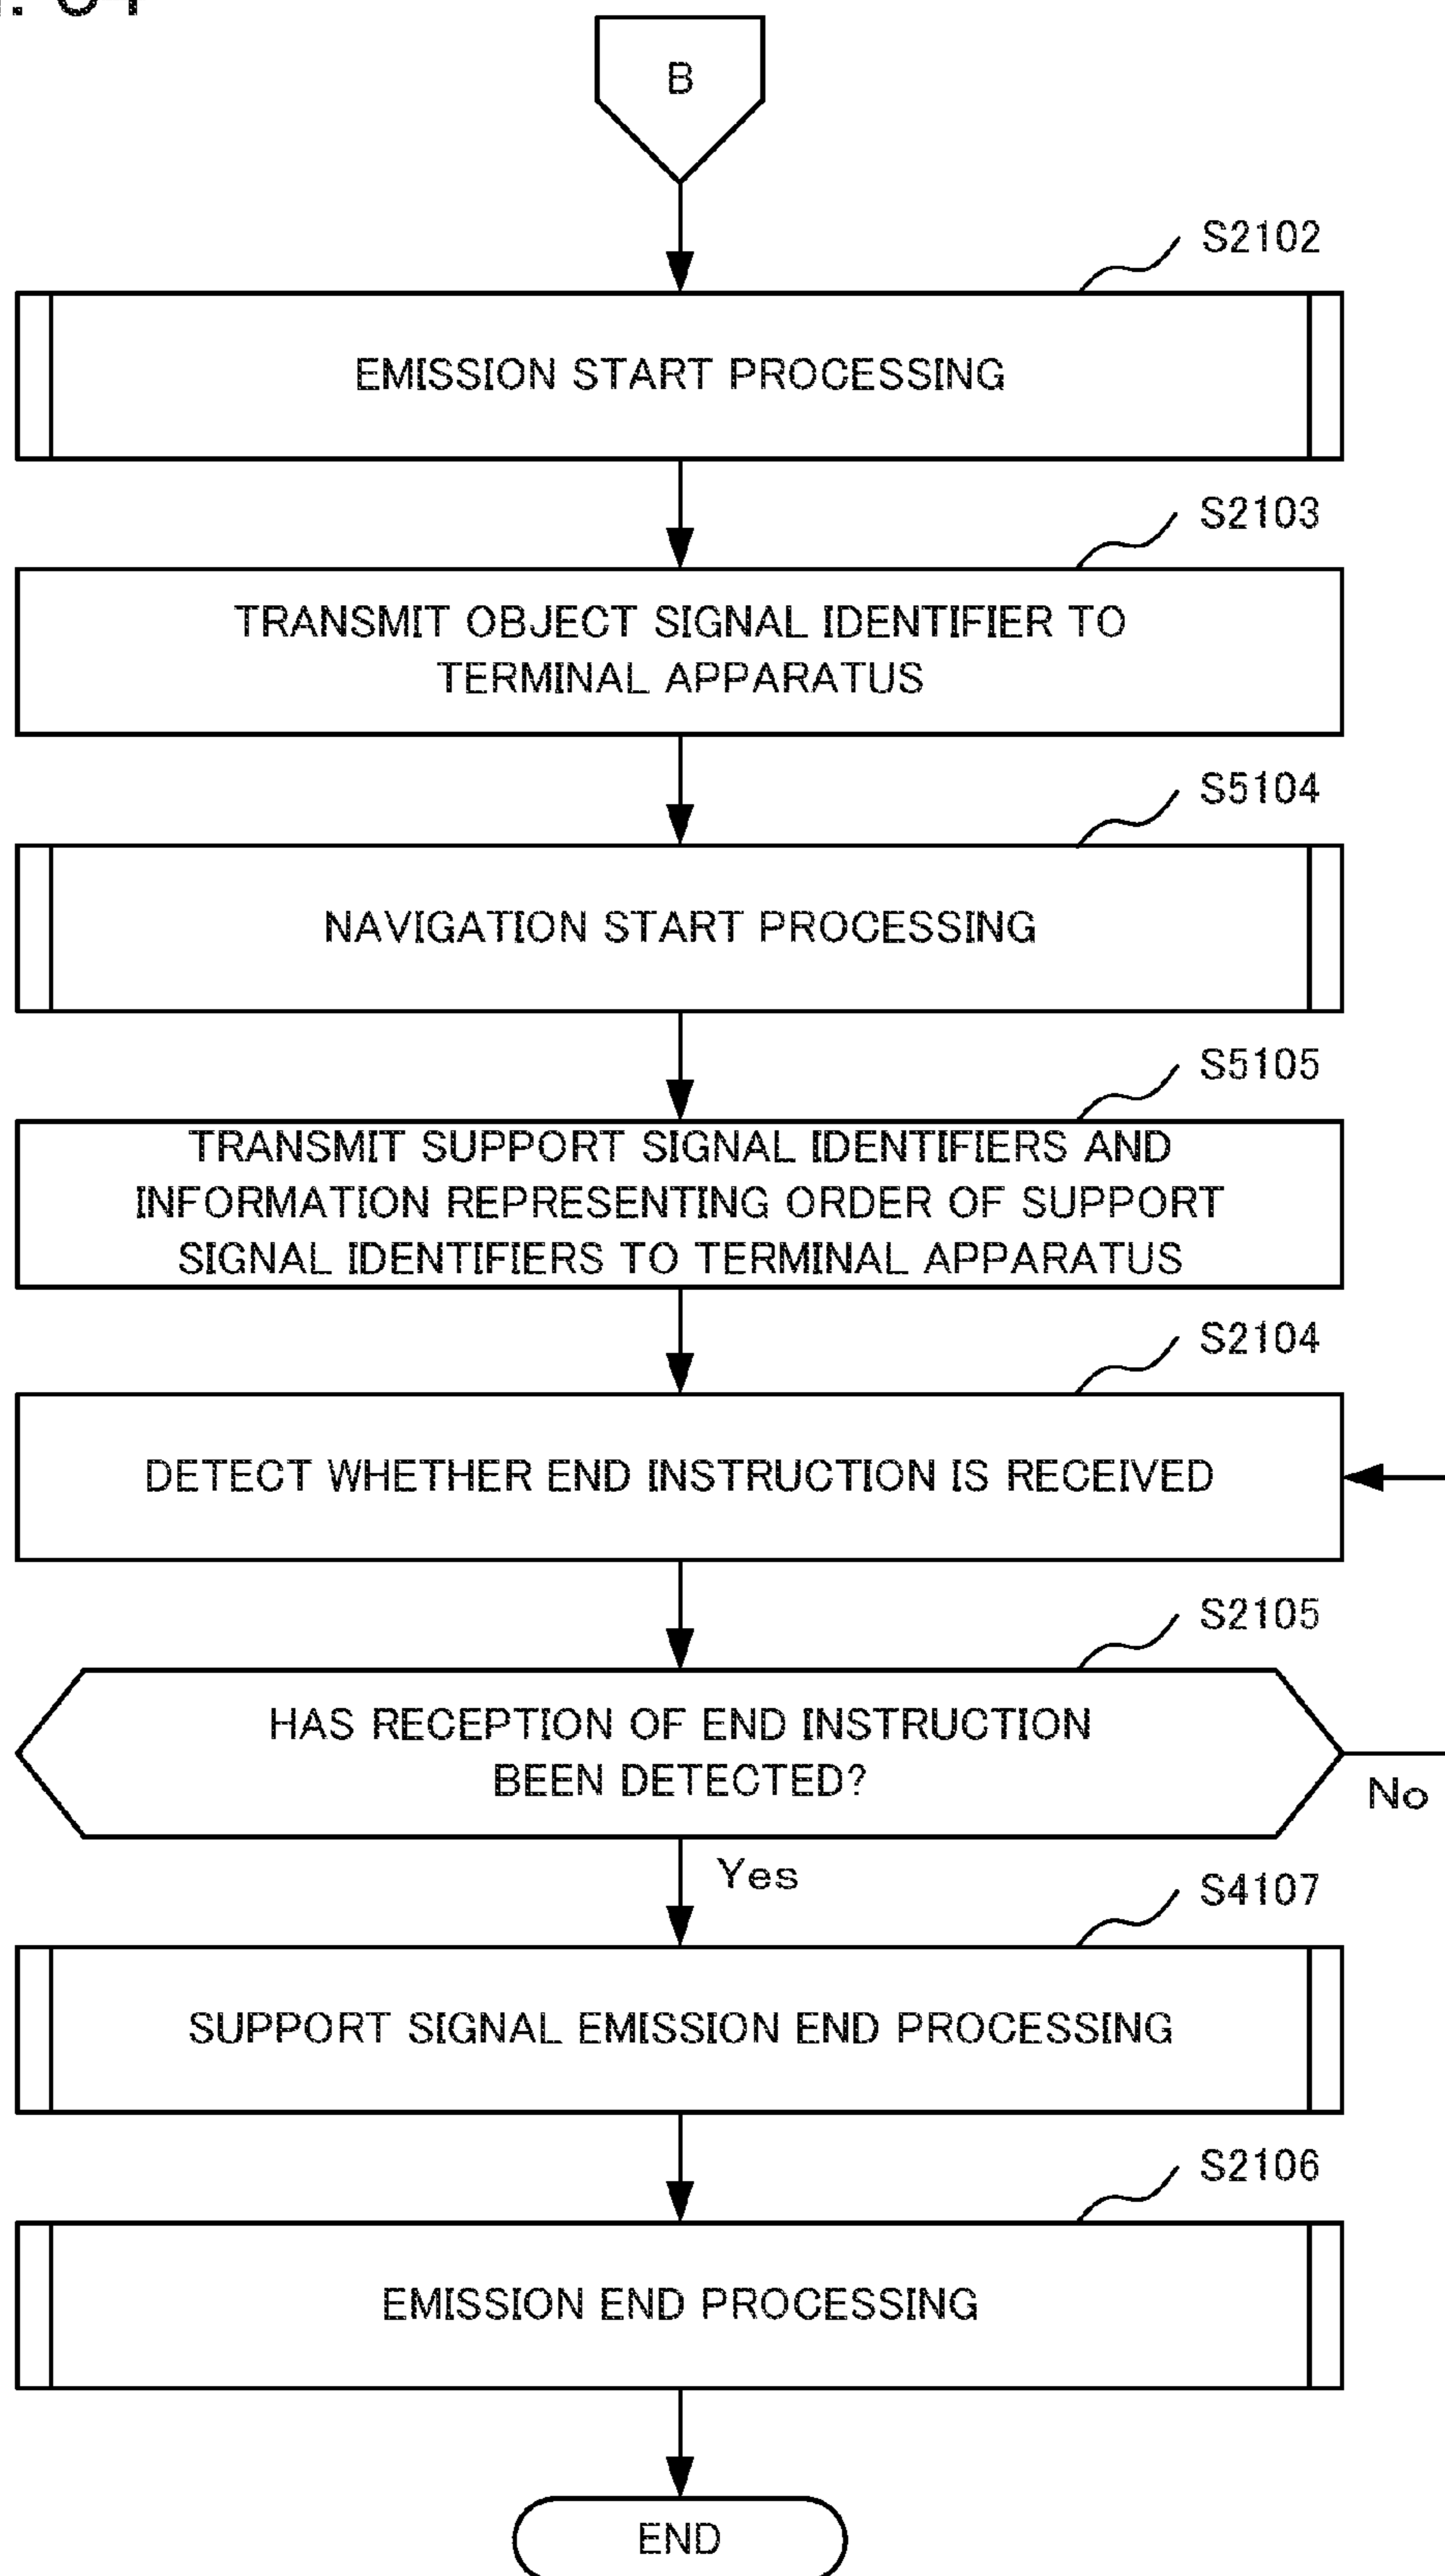 B
S2102
EMISSION START PROCESSING
S2103
TRANSMIT OBJECT SIGNAL IDENTIFIER TO
TERMINAL APPARATUS
S5104
NAVIGATION START PROCESSING
S5105
TRANSMIT SUPPORT SIGNAL IDENTIFIERS AND
INFORMATION REPRESENTING ORDER OF SUPPORT
SIGNAL IDENTIFIERS TO TERMINAL APPARATUS
S2104
DETECT WHETHER END INSTRUCTION IS RECEIVED
S2105
HAS RECEPTION OF END INSTRUCTION
BEEN DETECTED?
No
Yes
S4107
SUPPORT SIGNAL EMISSION END PROCESSING
S2106
EMISSION END PROCESSING
END